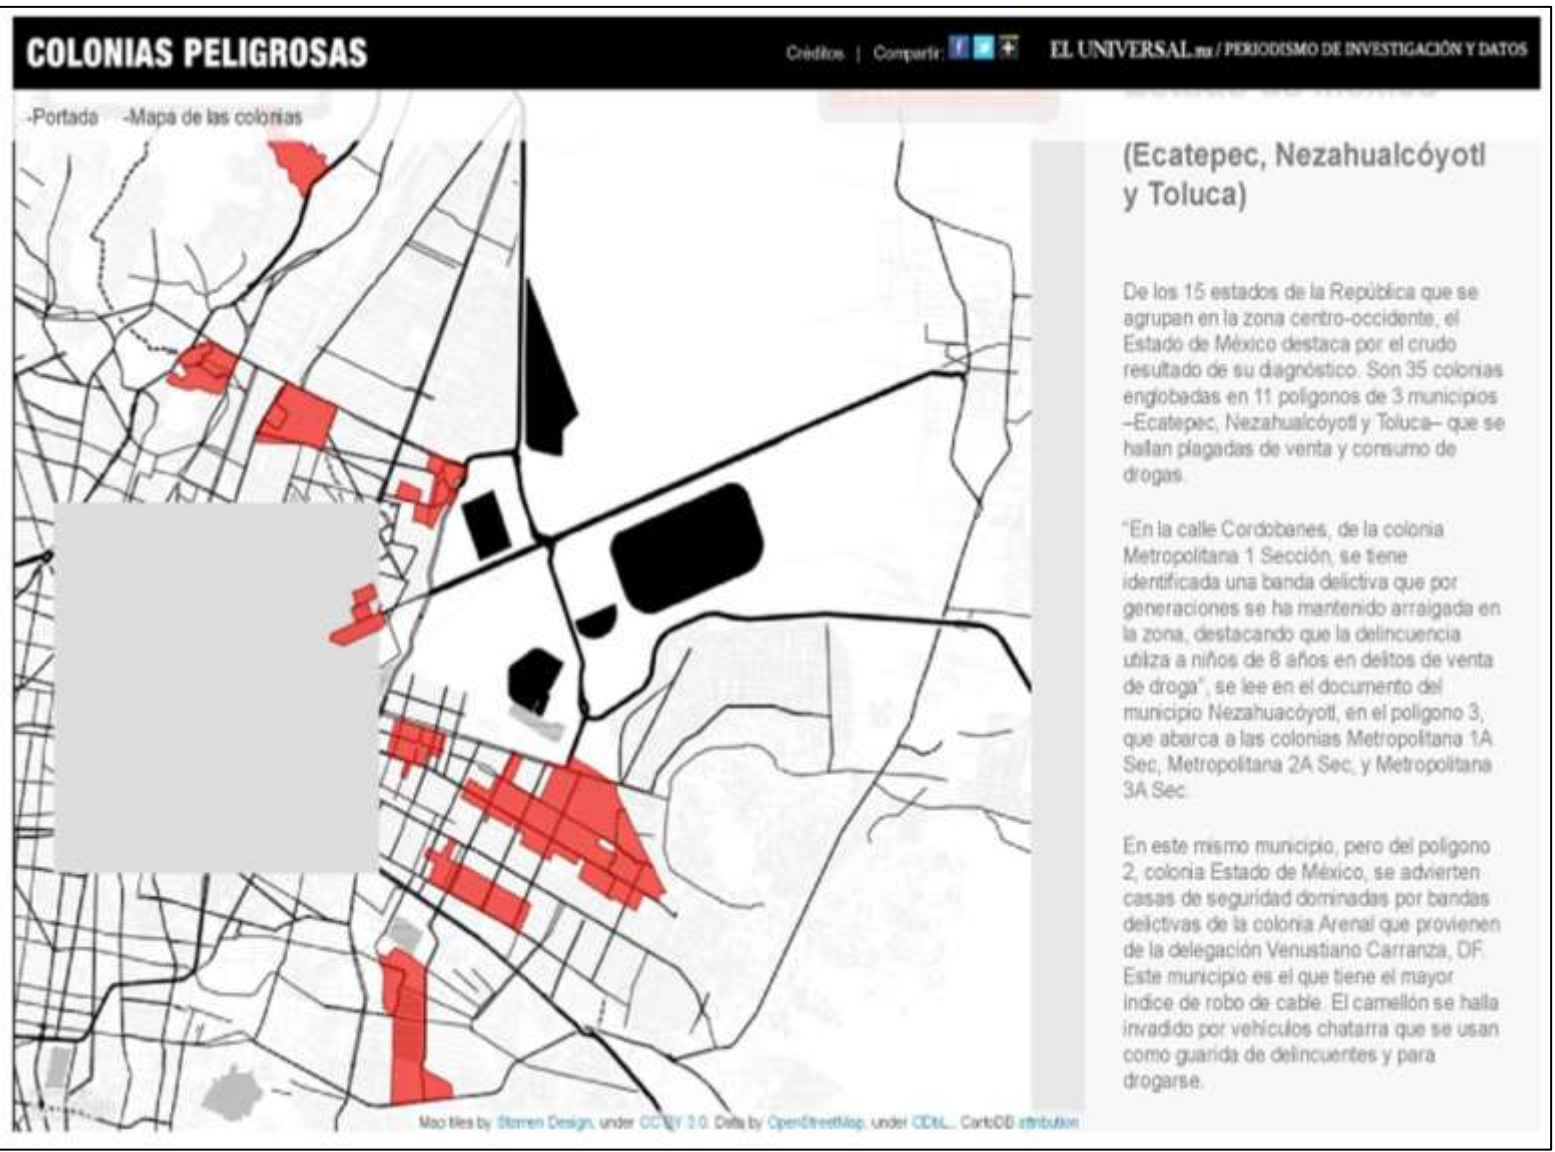 COLONIAS PELIGROSAS
Créditos | Compartir:
EL UNIVERSAL.mx / PERIODISMO DE INVESTIGACIÓN Y DATOS
-Portada -Mapa de las colonias
(Ecatepec, Nezahualcóyotl
y Toluca)
De los 15 estados de la República que se
agrupan en la zona centro-occidente, el
Estado de México destaca por el crudo
resultado de su diagnóstico. Son 35 colonias
englobadas en 11 polígonos de 3 municipios
–Ecatepec, Nezahualcóyotl y Toluca– que se
hallan plagadas de venta y consumo de
drogas.
“En la calle Cordobanes, de la colonia
Metropolitana 1 Sección, se tiene
identificada una banda delictiva que por
generaciones se ha mantenido arraigada en
la zona, destacando que la delincuencia
utiliza a niños de 8 años en delitos de venta
de droga”, se lee en el documento del
municipio Nezahuacóyotl, en el polígono 3,
que abarca a las colonias Metropolitana 1A
Sec, Metropolitana 2A Sec, y Metropolitana
3A Sec.
En este mismo municipio, pero del polígono
2, colonia Estado de México, se advierten
casas de seguridad dominadas por bandas
delictivas de la colonia Arenal que provienen
de la delegación Venustiano Carranza, DF.
Este municipio es el que tiene el mayor
índice de robo de cable. El camellón se halla
invadido por vehículos chatarra que se usan
como guarida de delincuentes y para
drogarse.
Map tiles by Stamen Design, under CC BY 3.0. Data by OpenStreetMap, under ODbL., CartoDB attribution